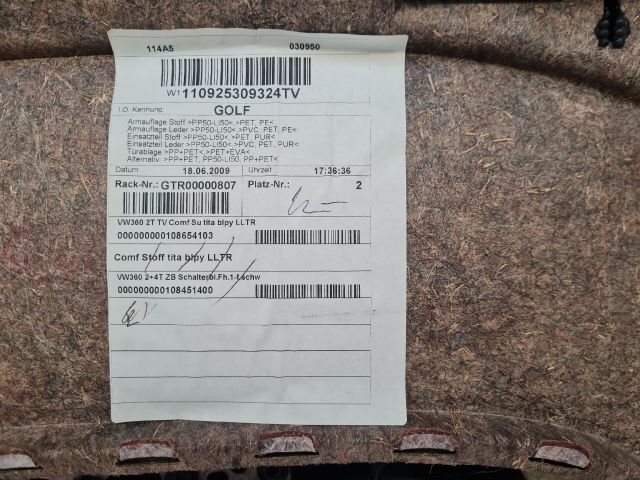 114A5 030950
W1110925309324TV
I.D. Kennung GOLF
Armauflage Stoff >PP50-LI50<,>PET, PE<
Armauflage Leder >PP50-LI50<,>PVC, PET, PE<
Einsatzteil Stoff >PP50-LI50<,>PET, PUR<
Einsatzteil Leder >PP50-LI50<,>PVC, PET, PUR<
Türablage >PP+PET<,>PET+EVA<
Alternativ: >PP+PET, PP50-LI50, PP+PET<
Datum 18.06.2009 Uhrzeit 17:36:36
Rack-Nr.: GTR00000807 Platz-Nr.: 2
VW360 2T TV Comf Su tita blpy LLTR
000000000108654103
Comf Stoff tita blpy LLTR
VW360 2+4T ZB Schalterbl.Fh.1-f.schw
000000000108451400